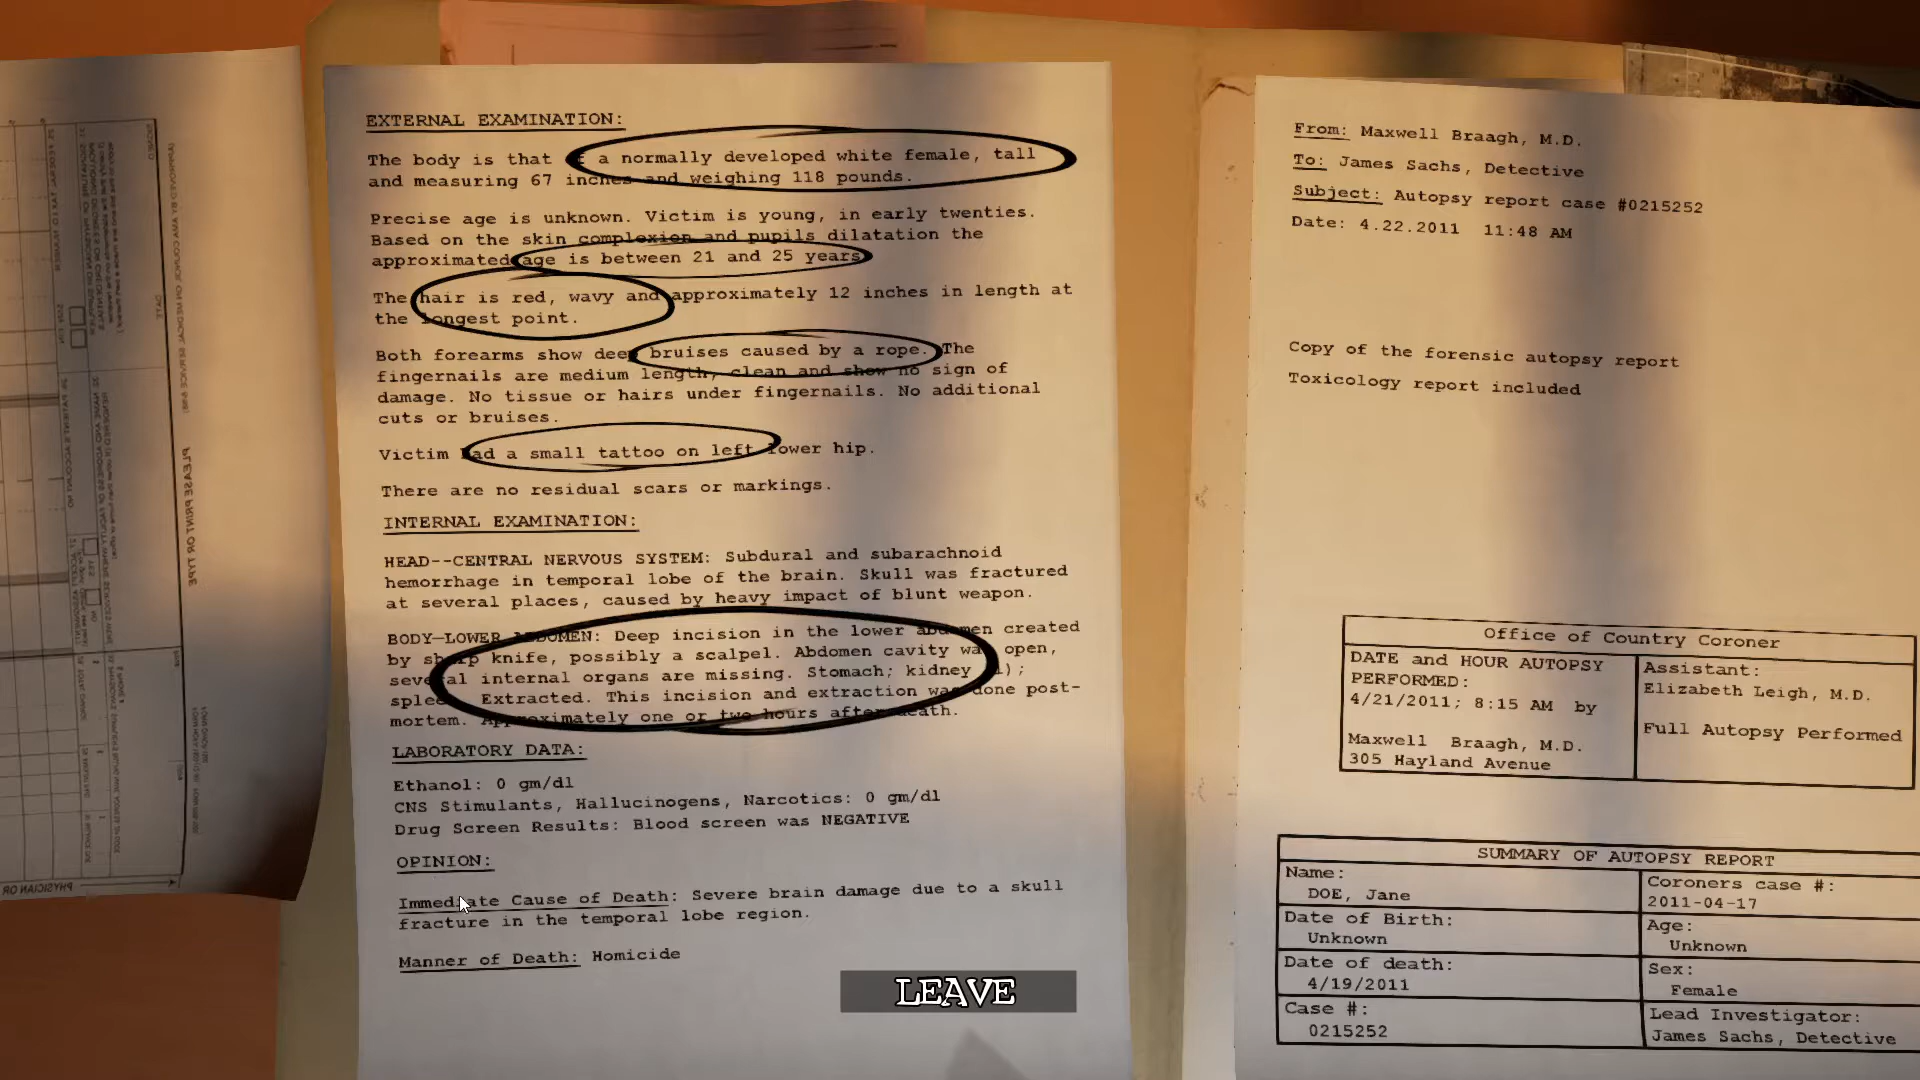 EXTERNAL EXAMINATION:
The body is that of a normally developed white female, tall
and measuring 67 inches and weighing 118 pounds.
Precise age is unknown. Victim is young, in early twenties.
Based on the skin complexion and pupils dilatation the
approximated age is between 21 and 25 years
The hair is red, wavy and approximately 12 inches in length at
the longest point.
Both forearms show deep bruises caused by a rope. The
fingernails are medium length, clean and show no sign of
damage. No tissue or hairs under fingernails. No additional
cuts or bruises.
Victim had a small tattoo on left lower hip.
There are no residual scars or markings.
INTERNAL EXAMINATION:
HEAD--CENTRAL NERVOUS SYSTEM: Subdural and subarachnoid
hemorrhage in temporal lobe of the brain. Skull was fractured
at several places, caused by heavy impact of blunt weapon.
BODY—LOWER ABDOMEN: Deep incision in the lower abdomen created
by sharp knife, possibly a scalpel. Abdomen cavity was open,
several internal organs are missing. Stomach; kidney
spleen Extracted. This incision and extraction was done post-
mortem. Approximately one or two hours after death.
LABORATORY DATA:
Ethanol: 0 gm/dl
CNS Stimulants, Hallucinogens, Narcotics: 0 gm/dl
Drug Screen Results: Blood screen was NEGATIVE
OPINION:
Immediate Cause of Death: Severe brain damage due to a skull
fracture in the temporal lobe region.
Manner of Death: Homicide
LEAVE
From: Maxwell Braagh, M.D.
To: James Sachs, Detective
Subject: Autopsy report case #0215252
Date: 4.22.2011 11:48 AM
Copy of the forensic autopsy report
Toxicology report included
Office of Country Coroner
DATE and HOUR AUTOPSY
PERFORMED:
4/21/2011; 8:15 AM by
Maxwell Braagh, M.D.
305 Hayland Avenue
Assistant:
Elizabeth Leigh, M.D.
Full Autopsy Performed
SUMMARY OF AUTOPSY REPORT
Name:
DOE, Jane
Coroners case #:
2011-04-17
Date of Birth:
Unknown
Age:
Unknown
Date of death:
4/19/2011
Sex:
Female
Case #:
0215252
Lead Investigator:
James Sachs, Detective
PLEASE PRINT OR TYPE
PHYSICIAN OR